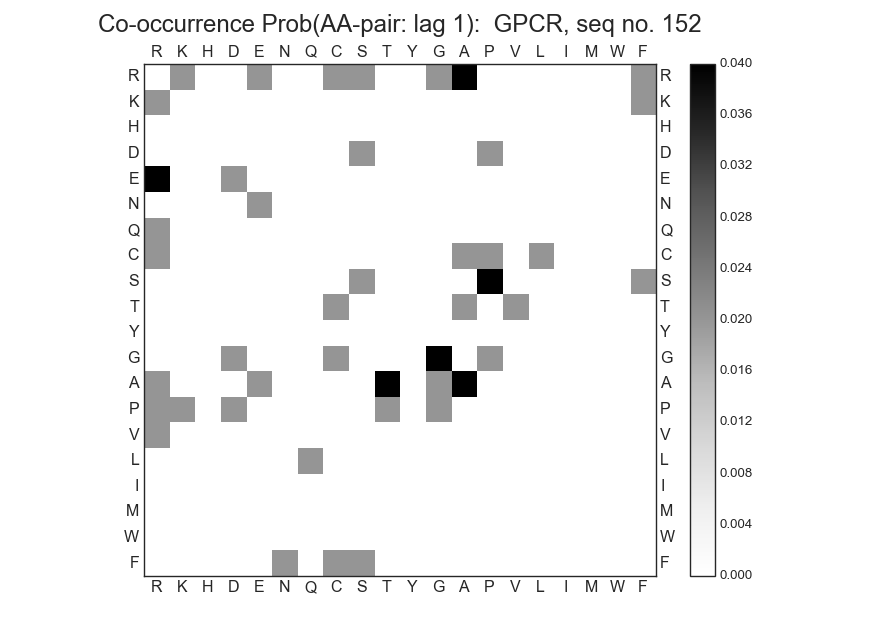 Co-occurrence Prob(AA-pair: lag 1):  GPCR, seq no. 152
R K H D E N Q C S T Y G A P V L I M W F
R R 0.040
K K 0.036
H H
D D 0.032
E E
N N 0.028
Q Q
C C 0.024
S S
T T 0.020
Y Y
G G 0.016
A A
P P 0.012
V V
L L 0.008
I I
M M 0.004
W W
F F 0.000
R K H D E N Q C S T Y G A P V L I M W F